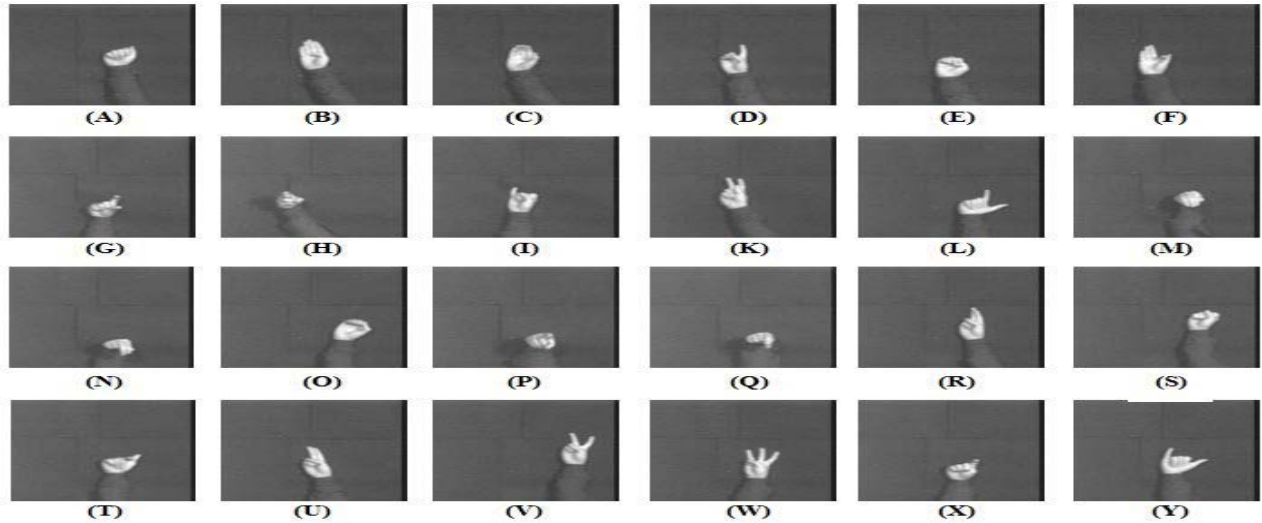 (A) (B) (C) (D) (E) (F)
(G) (H) (I) (K) (L) (M)
(N) (O) (P) (Q) (R) (S)
(T) (U) (V) (W) (X) (Y)